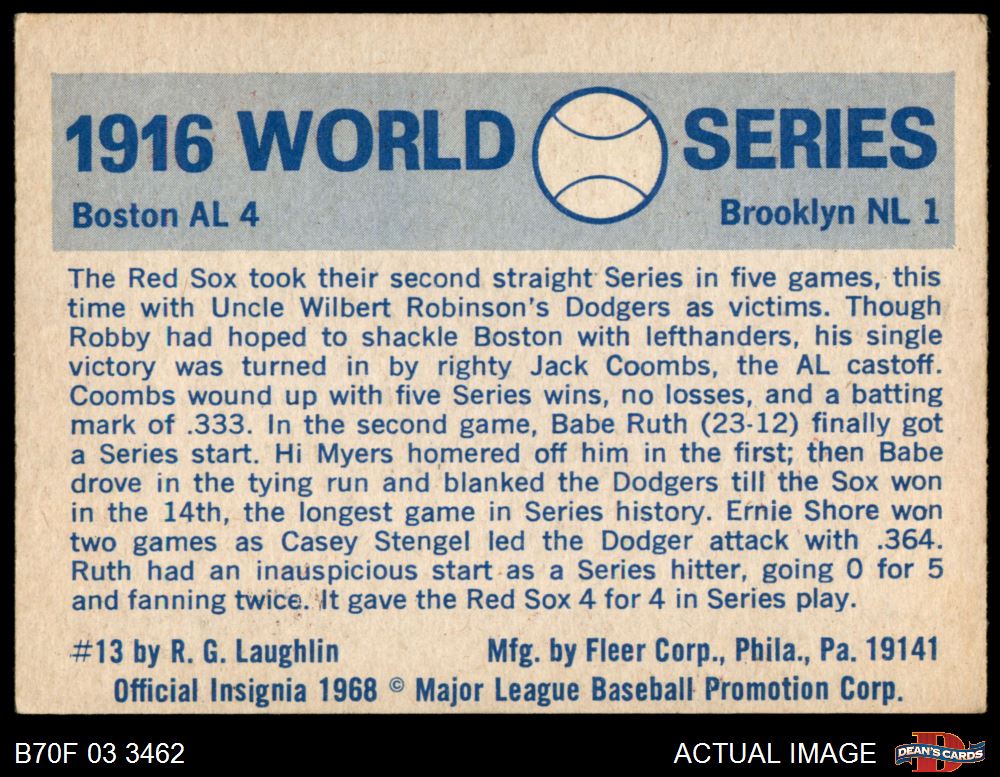 1916 WORLD SERIES
Boston AL 4 Brooklyn NL 1
The Red Sox took their second straight Series in five games, this
time with Uncle Wilbert Robinson's Dodgers as victims. Though
Robby had hoped to shackle Boston with lefthanders, his single
victory was turned in by righty Jack Coombs, the AL castoff.
Coombs wound up with five Series wins, no losses, and a batting
mark of .333. In the second game, Babe Ruth (23-12) finally got
a Series start. Hi Myers homered off him in the first; then Babe
drove in the tying run and blanked the Dodgers till the Sox won
in the 14th, the longest game in Series history. Ernie Shore won
two games as Casey Stengel led the Dodger attack with .364.
Ruth had an inauspicious start as a Series hitter, going 0 for 5
and fanning twice. It gave the Red Sox 4 for 4 in Series play.
#13 by R. G. Laughlin Mfg. by Fleer Corp., Phila., Pa. 19141
Official Insignia 1968 © Major League Baseball Promotion Corp.
B70F 03 3462 ACTUAL IMAGE D DEAN'S CARDS